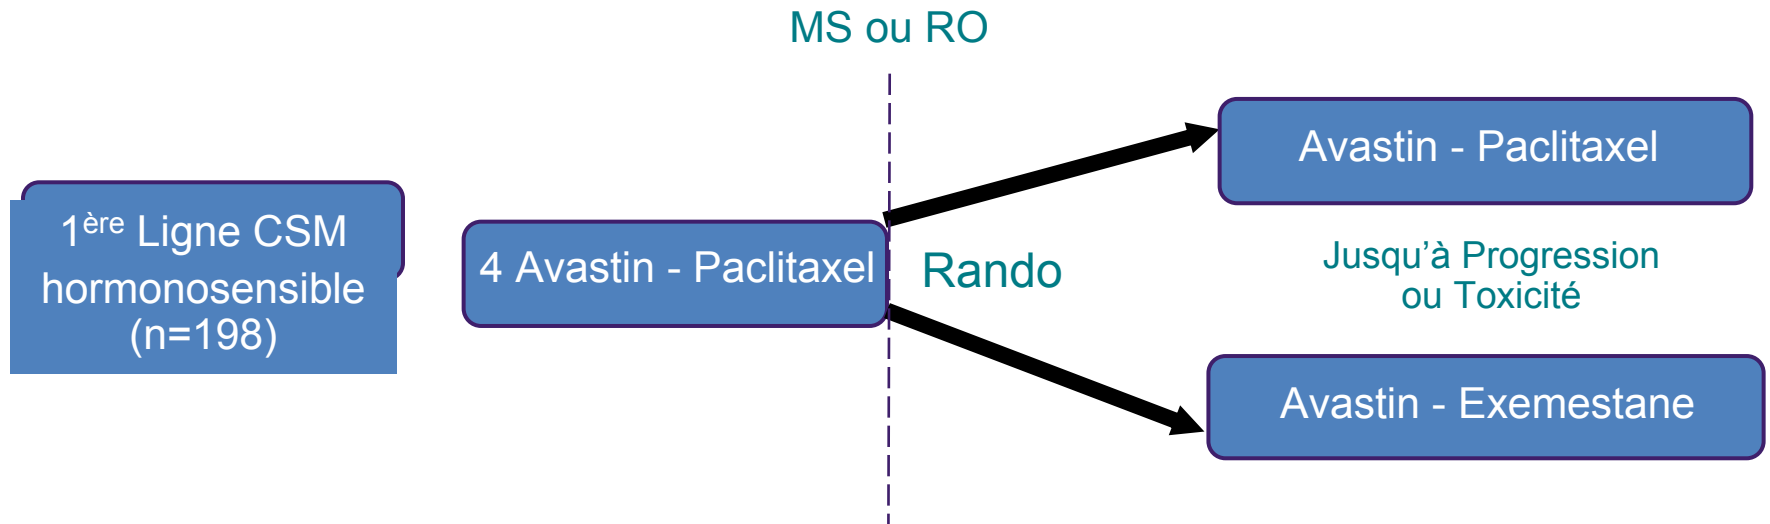 MS ou RO
1ère Ligne CSM
hormonosensible
(n=198)
4 Avastin - Paclitaxel
Rando
Avastin - Paclitaxel
Jusqu’à Progression
ou Toxicité
Avastin - Exemestane